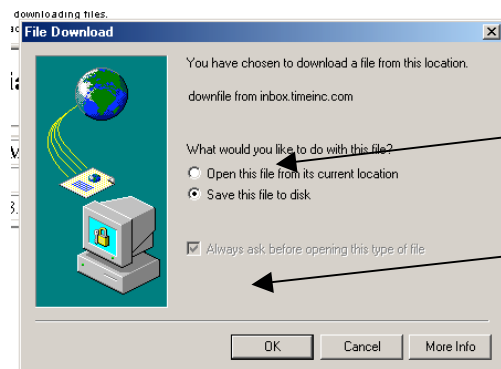 downloading files.
File Download
You have chosen to download a file from this location.
downfile from inbox.timeinc.com
What would you like to do with this file?
Open this file from its current location
Save this file to disk
Always ask before opening this type of file
OK Cancel More Info